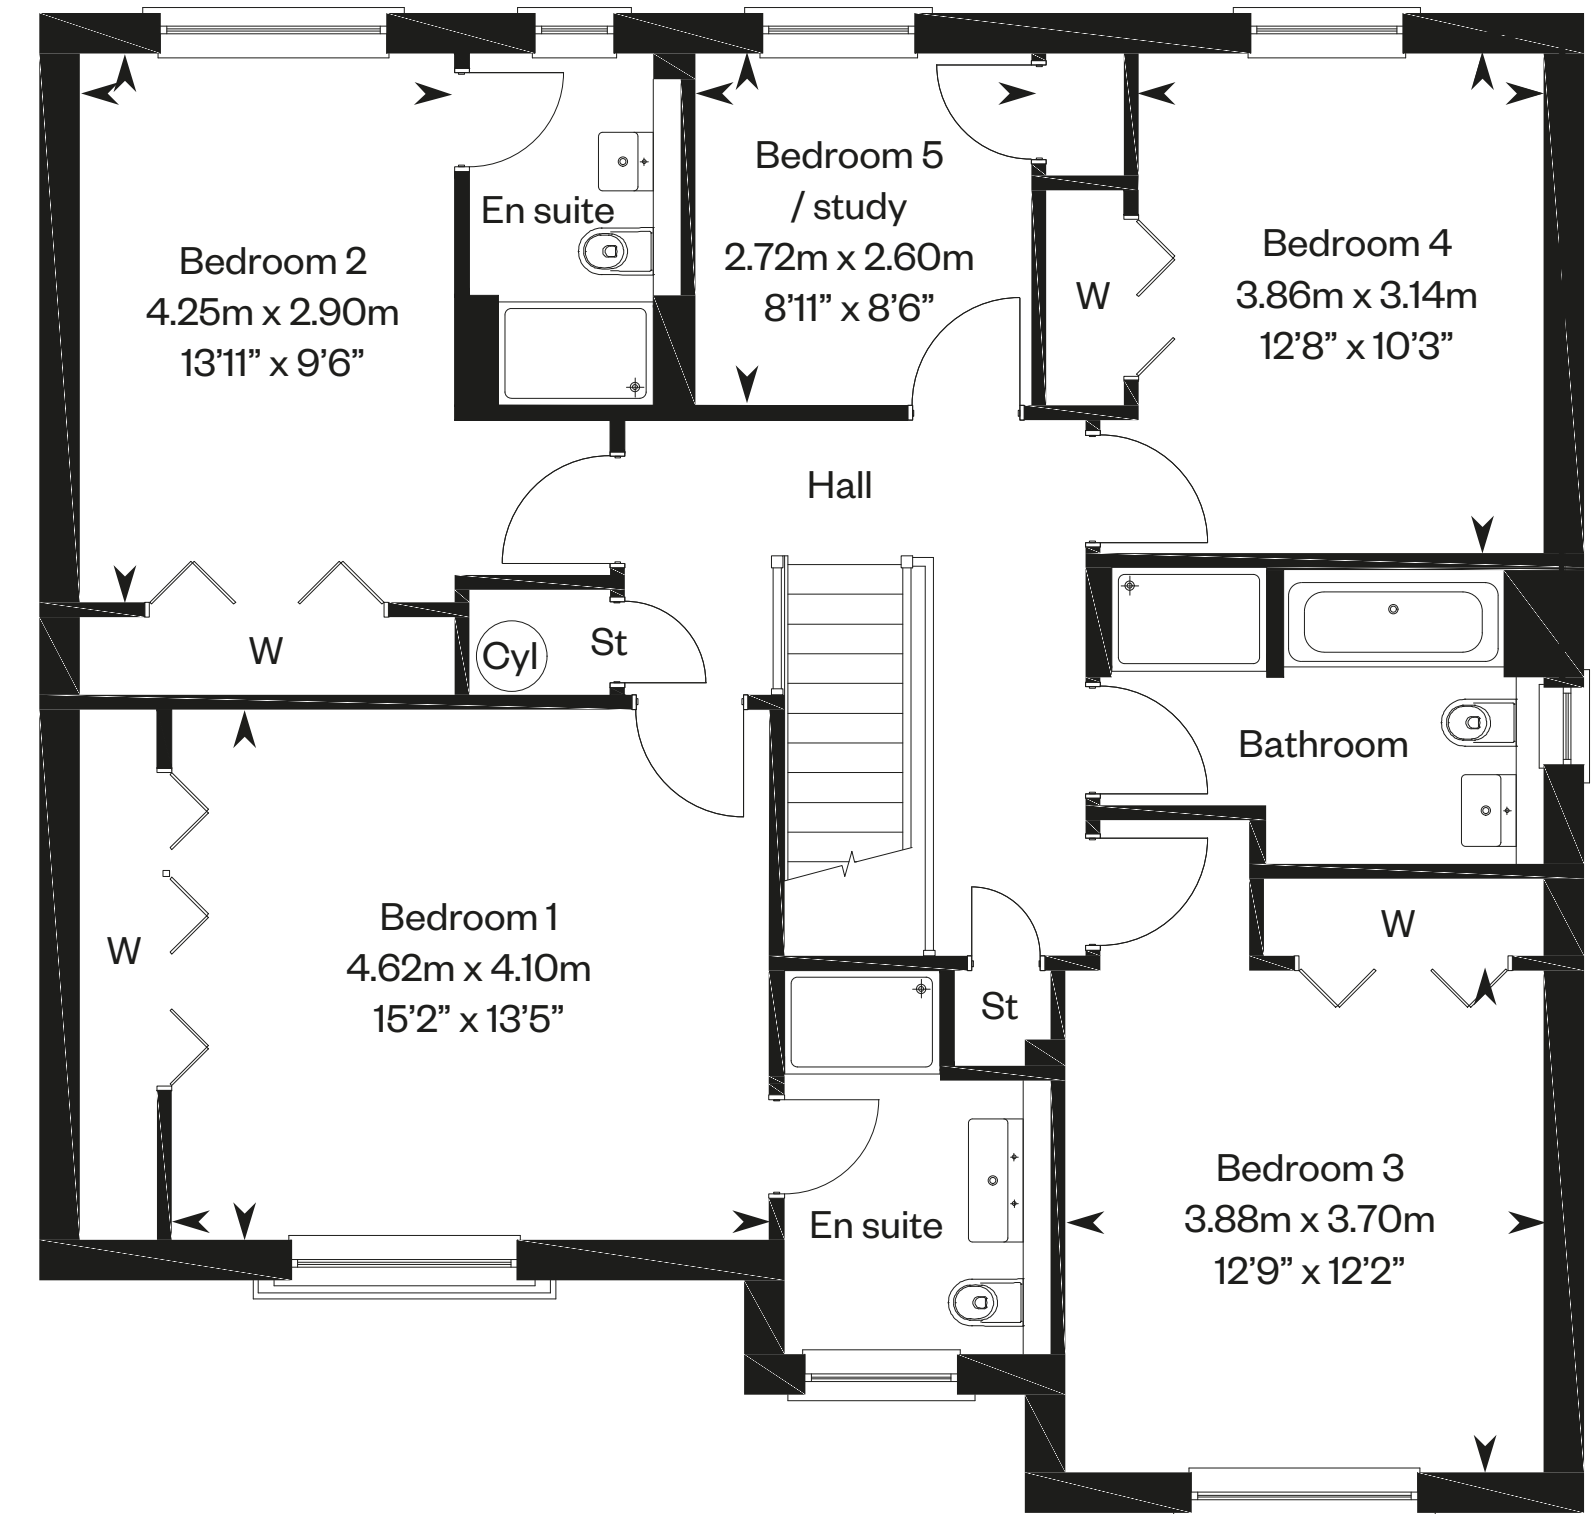 Bedroom 2
4.25m x 2.90m
13’11” x 9’6”
En suite
Bedroom 5
/ study
2.72m x 2.60m
8’11” x 8’6”
W
Bedroom 4
3.86m x 3.14m
12’8” x 10’3”
Hall
W
Cyl
St
Bathroom
W
Bedroom 1
4.62m x 4.10m
15’2” x 13’5”
W
St
En suite
Bedroom 3
3.88m x 3.70m
12’9” x 12’2”